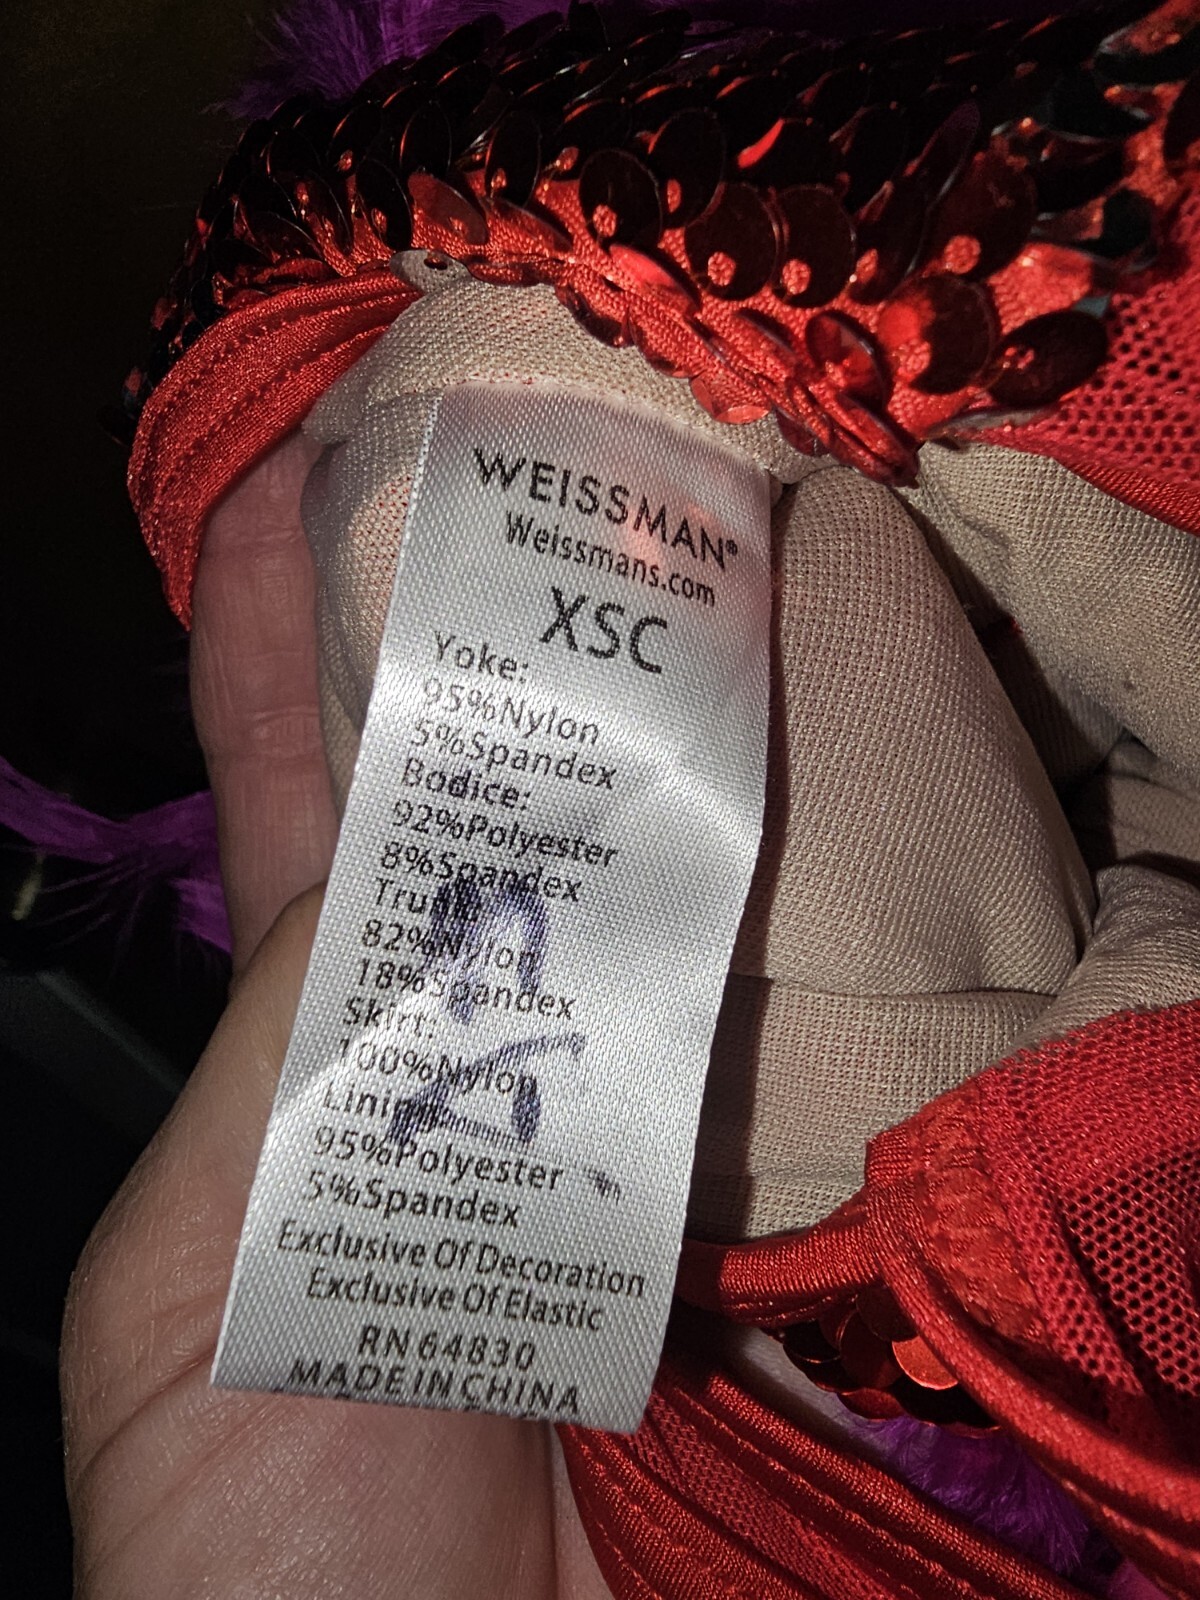 WEISSMAN®
Weissmans.com
XSC
Yoke:
95%Nylon
5%Spandex
Bodice:
92%Polyester
8%Spandex
82%Nylon
18%Spandex
Skirt:
100%Nylon
Lining:
95%Polyester
5%Spandex
Exclusive Of Decoration
Exclusive Of Elastic
RN 64830
MADE IN CHINA